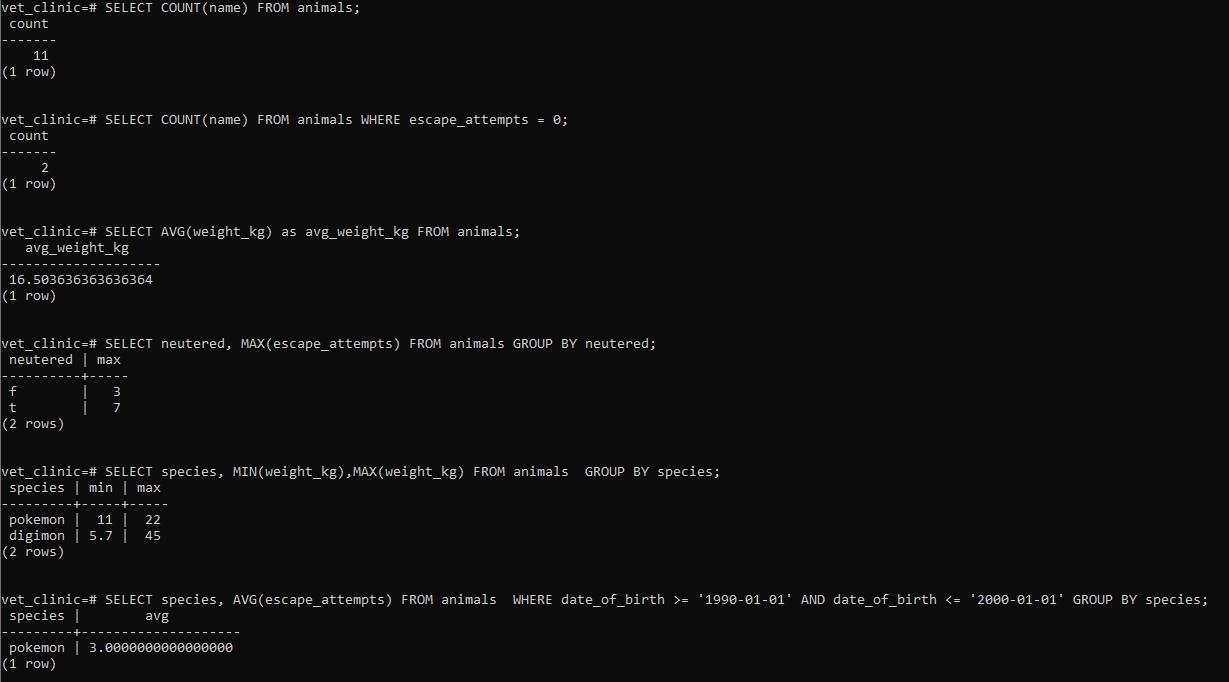 vet_clinic=# SELECT COUNT(name) FROM animals;
 count
-------
    11
(1 row)

vet_clinic=# SELECT COUNT(name) FROM animals WHERE escape_attempts = 0;
 count
-------
     2
(1 row)

vet_clinic=# SELECT AVG(weight_kg) as avg_weight_kg FROM animals;
   avg_weight_kg
--------------------
 16.503636363636364
(1 row)

vet_clinic=# SELECT neutered, MAX(escape_attempts) FROM animals GROUP BY neutered;
 neutered | max
----------+-----
 f        |   3
 t        |   7
(2 rows)

vet_clinic=# SELECT species, MIN(weight_kg),MAX(weight_kg) FROM animals  GROUP BY species;
 species | min | max
---------+-----+-----
 pokemon |  11 |  22
 digimon | 5.7 |  45
(2 rows)

vet_clinic=# SELECT species, AVG(escape_attempts) FROM animals  WHERE date_of_birth >= '1990-01-01' AND date_of_birth <= '2000-01-01' GROUP BY species;
 species |        avg
---------+--------------------
 pokemon | 3.0000000000000000
(1 row)